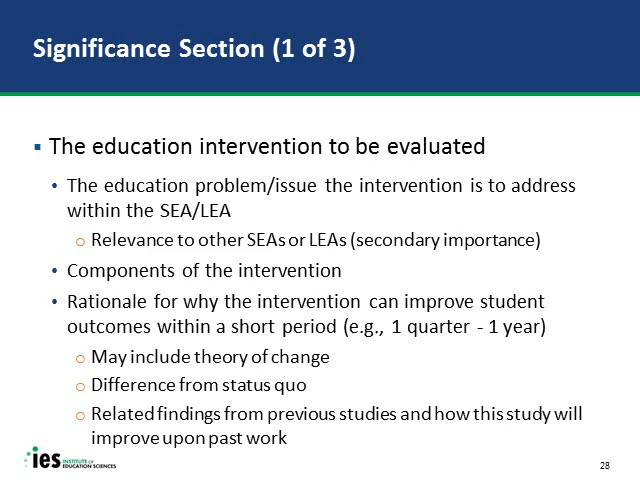 Significance Section (1 of 3)
▪ The education intervention to be evaluated
• The education problem/issue the intervention is to address
within the SEA/LEA
o Relevance to other SEAs or LEAs (secondary importance)
• Components of the intervention
• Rationale for why the intervention can improve student
outcomes within a short period (e.g., 1 quarter - 1 year)
o May include theory of change
o Difference from status quo
o Related findings from previous studies and how this study will
improve upon past work
ies INSTITUTE OF
EDUCATION SCIENCES
28